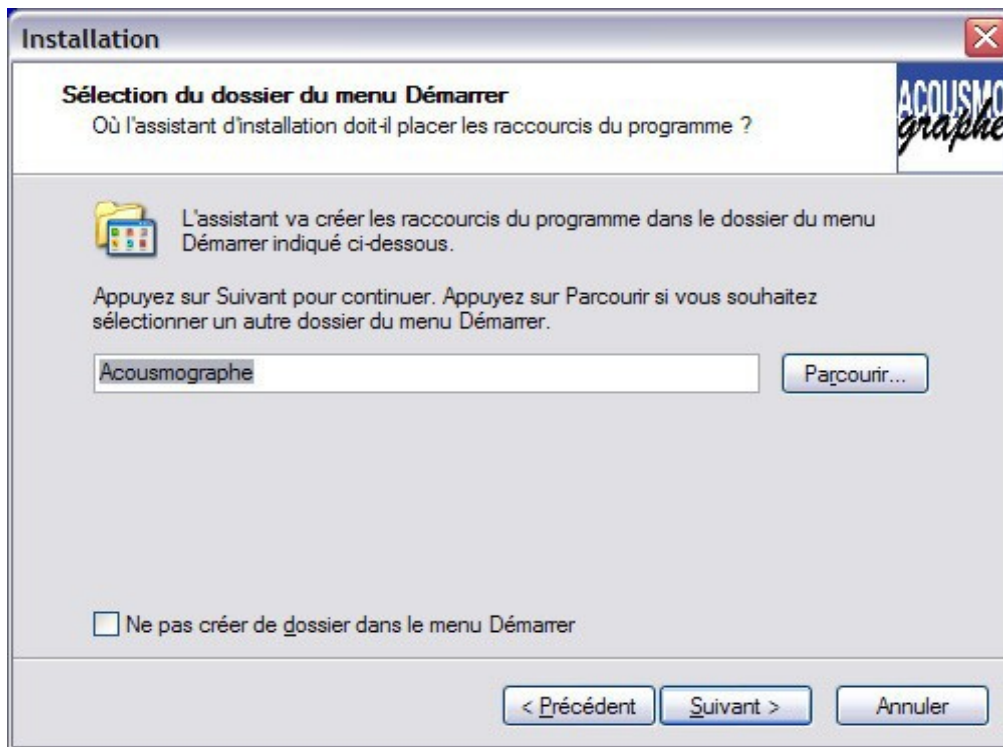 Installation
Sélection du dossier du menu Démarrer
Où l'assistant d'installation doit-il placer les raccourcis du programme ?
ACOUSMO
graphe
L'assistant va créer les raccourcis du programme dans le dossier du menu
Démarrer indiqué ci-dessous.
Appuyez sur Suivant pour continuer. Appuyez sur Parcourir si vous souhaitez
sélectionner un autre dossier du menu Démarrer.
Acousmographe
Parcourir...
Ne pas créer de dossier dans le menu Démarrer
< Précédent
Suivant >
Annuler